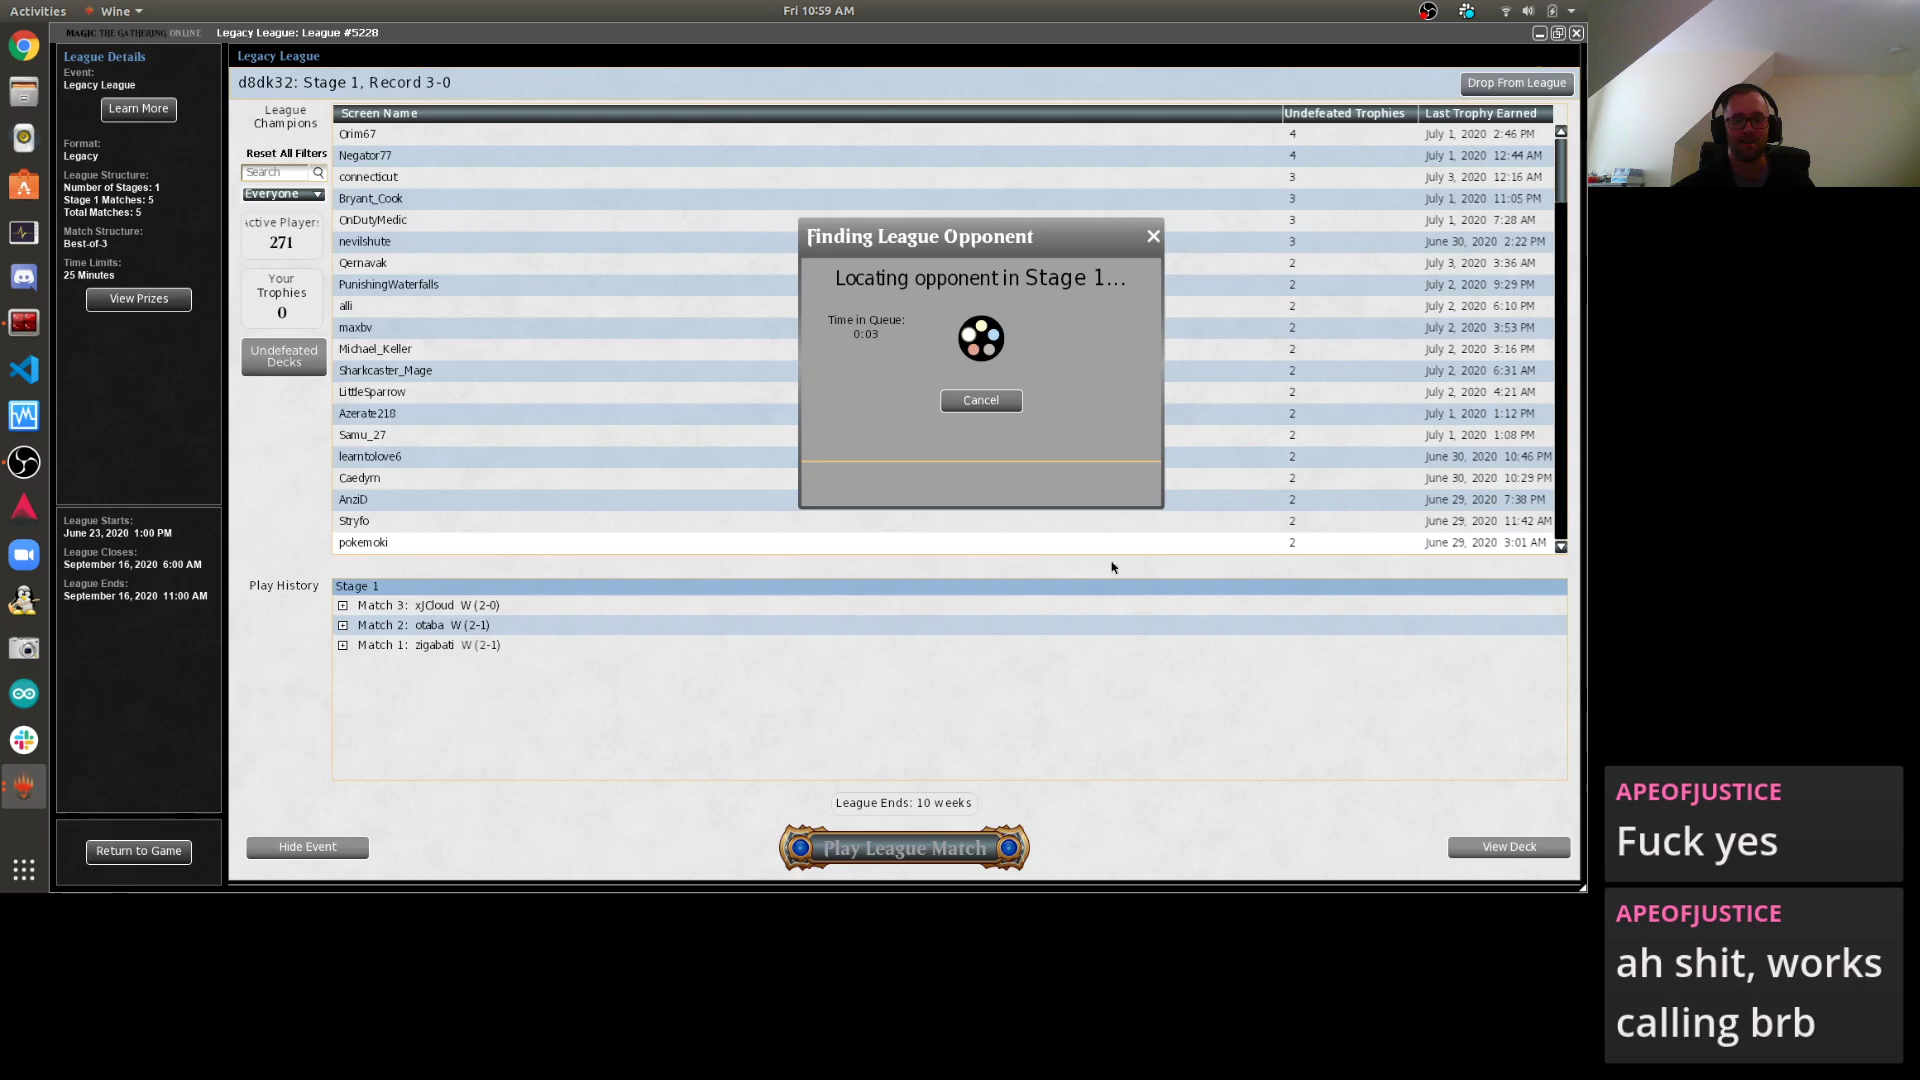 Activities
Wine
Fri 10:59 AM
MAGIC THE GATHERING ONLINE
Legacy League: League #5228
League Details
Event:
Legacy League
Learn More
Format:
Legacy
League Structure:
Number of Stages: 1
Stage 1 Matches: 5
Total Matches: 5
Match Structure:
Best-of-3
Time Limits:
25 Minutes
View Prizes
League Starts:
June 23, 2020 1:00 PM
League Closes:
September 16, 2020 6:00 AM
League Ends:
September 16, 2020 11:00 AM
Return to Game
Legacy League
d8dk32: Stage 1, Record 3-0
Drop From League
League
Champions
Reset All Filters
Search
Everyone
Active Players
271
Your
Trophies
0
Undefeated
Decks
Screen Name Undefeated Trophies Last Trophy Earned
Orim67 4 July 1, 2020 2:46 PM
Negator77 4 July 1, 2020 12:44 AM
connecticut 3 July 3, 2020 12:16 AM
Bryant_Cook 3 July 1, 2020 11:05 PM
OnDutyMedic 3 July 1, 2020 7:28 AM
nevilshute 3 June 30, 2020 2:22 PM
Qernavak 2 July 3, 2020 3:36 AM
PunishingWaterfalls 2 July 2, 2020 9:29 PM
alli 2 July 2, 2020 6:10 PM
maxbv 2 July 2, 2020 3:53 PM
Michael_Keller 2 July 2, 2020 3:16 PM
Sharkcaster_Mage 2 July 2, 2020 6:31 AM
LittleSparrow 2 July 2, 2020 4:21 AM
Azerate218 2 July 1, 2020 1:12 PM
Samu_27 2 July 1, 2020 1:08 PM
learntolove6 2 June 30, 2020 10:46 PM
Caedyrn 2 June 30, 2020 10:29 PM
AnziD 2 June 29, 2020 7:38 PM
Stryfo 2 June 29, 2020 11:42 AM
pokemoki 2 June 29, 2020 3:01 AM
Finding League Opponent
Locating opponent in Stage 1...
Time in Queue:
0:03
Cancel
Play History
Stage 1
Match 3: xJCloud W (2-0)
Match 2: otaba W (2-1)
Match 1: zigabati W (2-1)
League Ends: 10 weeks
Hide Event
Play League Match
View Deck
APEOFJUSTICE
Fuck yes
APEOFJUSTICE
ah shit, works
calling brb